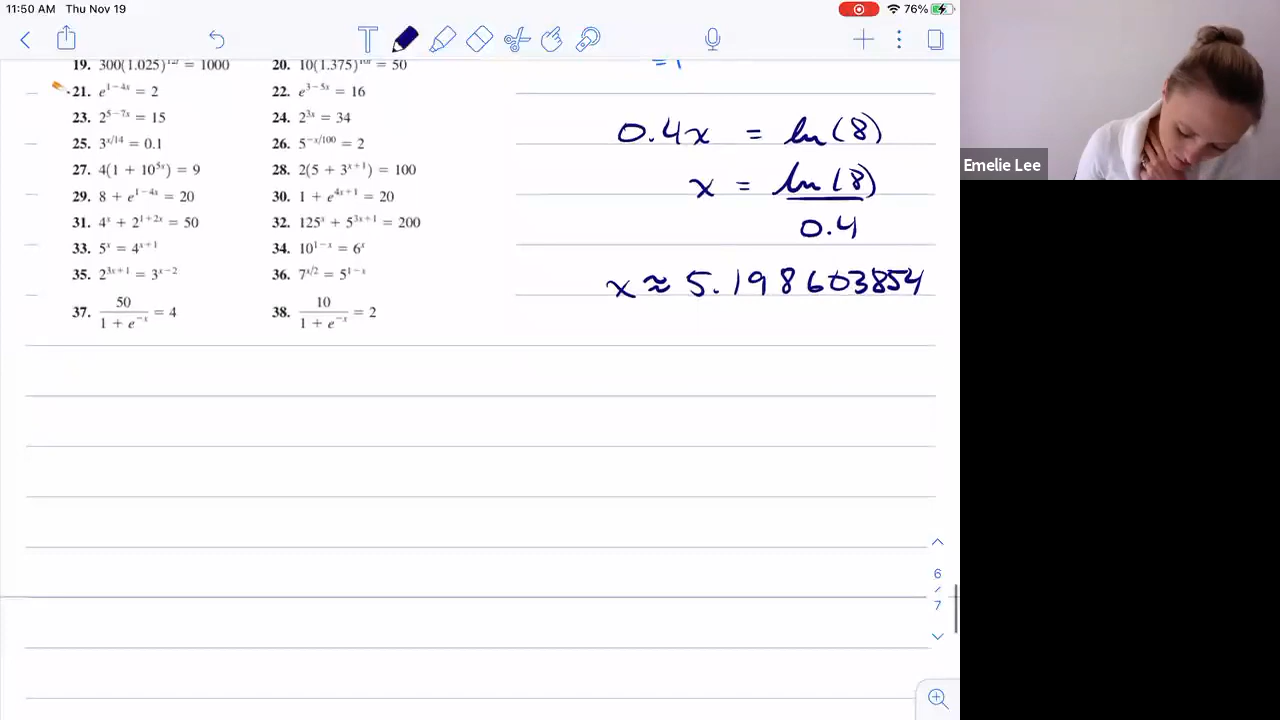 11:50 AM Thu Nov 19
76%
19. 300(1.025)^{12t} = 1000
20. 10(1.375)^{10t} = 50
21. e^{1−4x} = 2
22. e^{3−5x} = 16
23. 2^{5−7x} = 15
24. 2^{3x} = 34
25. 3^{x/14} = 0.1
26. 5^{−x/100} = 2
27. 4(1 + 10^{5x}) = 9
28. 2(5 + 3^{x+1}) = 100
29. 8 + e^{1−4x} = 20
30. 1 + e^{4x+1} = 20
31. 4^x + 2^{1+2x} = 50
32. 125^x + 5^{3x+1} = 200
33. 5^x = 4^{x+1}
34. 10^{1−x} = 6^x
35. 2^{3x+1} = 3^{x−2}
36. 7^{x/2} = 5^{1−x}
37. 50 / (1 + e^{−x}) = 4
38. 10 / (1 + e^{−x}) = 2
0.4x = ln(8)
x = ln(8)
0.4
x ≈ 5.198603854
Emelie Lee
6
/
7